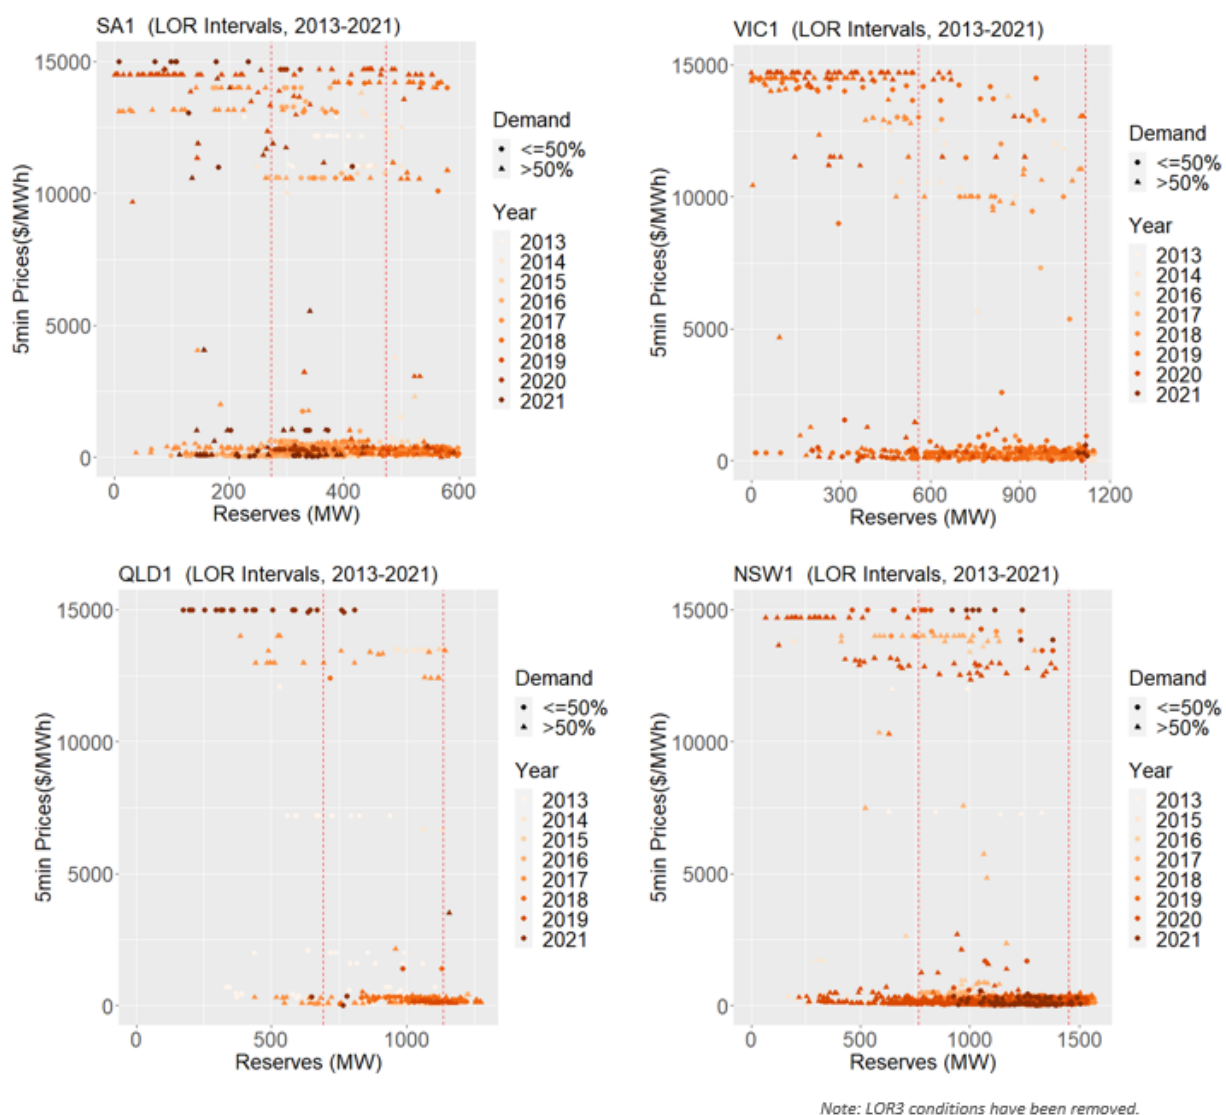 SA1 (LOR Intervals, 2013-2021)
15000
10000
5000
0
5min Prices($/MWh)
0 200 400 600
Reserves (MW)
Demand
<=50%
>50%
Year
2013
2014
2015
2016
2017
2018
2019
2020
2021
VIC1 (LOR Intervals, 2013-2021)
15000
10000
5000
0
5min Prices($/MWh)
0 300 600 900 1200
Reserves (MW)
Demand
<=50%
>50%
Year
2013
2014
2016
2017
2018
2019
2020
2021
QLD1 (LOR Intervals, 2013-2021)
15000
10000
5000
0
5min Prices($/MWh)
0 500 1000
Reserves (MW)
Demand
<=50%
>50%
Year
2013
2014
2015
2016
2017
2018
2019
2021
NSW1 (LOR Intervals, 2013-2021)
15000
10000
5000
0
5min Prices($/MWh)
0 500 1000 1500
Reserves (MW)
Demand
<=50%
>50%
Year
2013
2015
2016
2017
2018
2019
2020
2021
Note: LOR3 conditions have been removed.